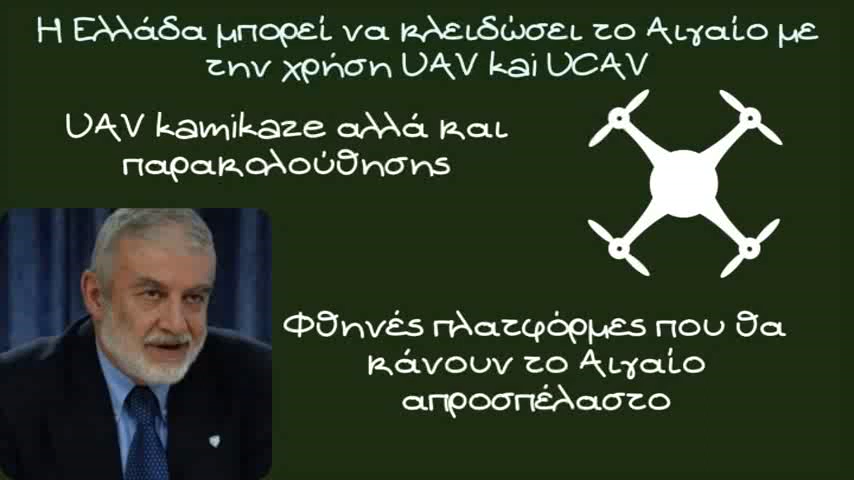 Η Ελλάδα μπορεί να κλειδώσει το Αιγαίο με
την χρήση UAV kai UCAV
UAV kamikaze αλλά και
παρακολούθησης
Φθηνές πλατφόρμες που θα
κάνουν το Αιγαίο
απροσπέλαστο